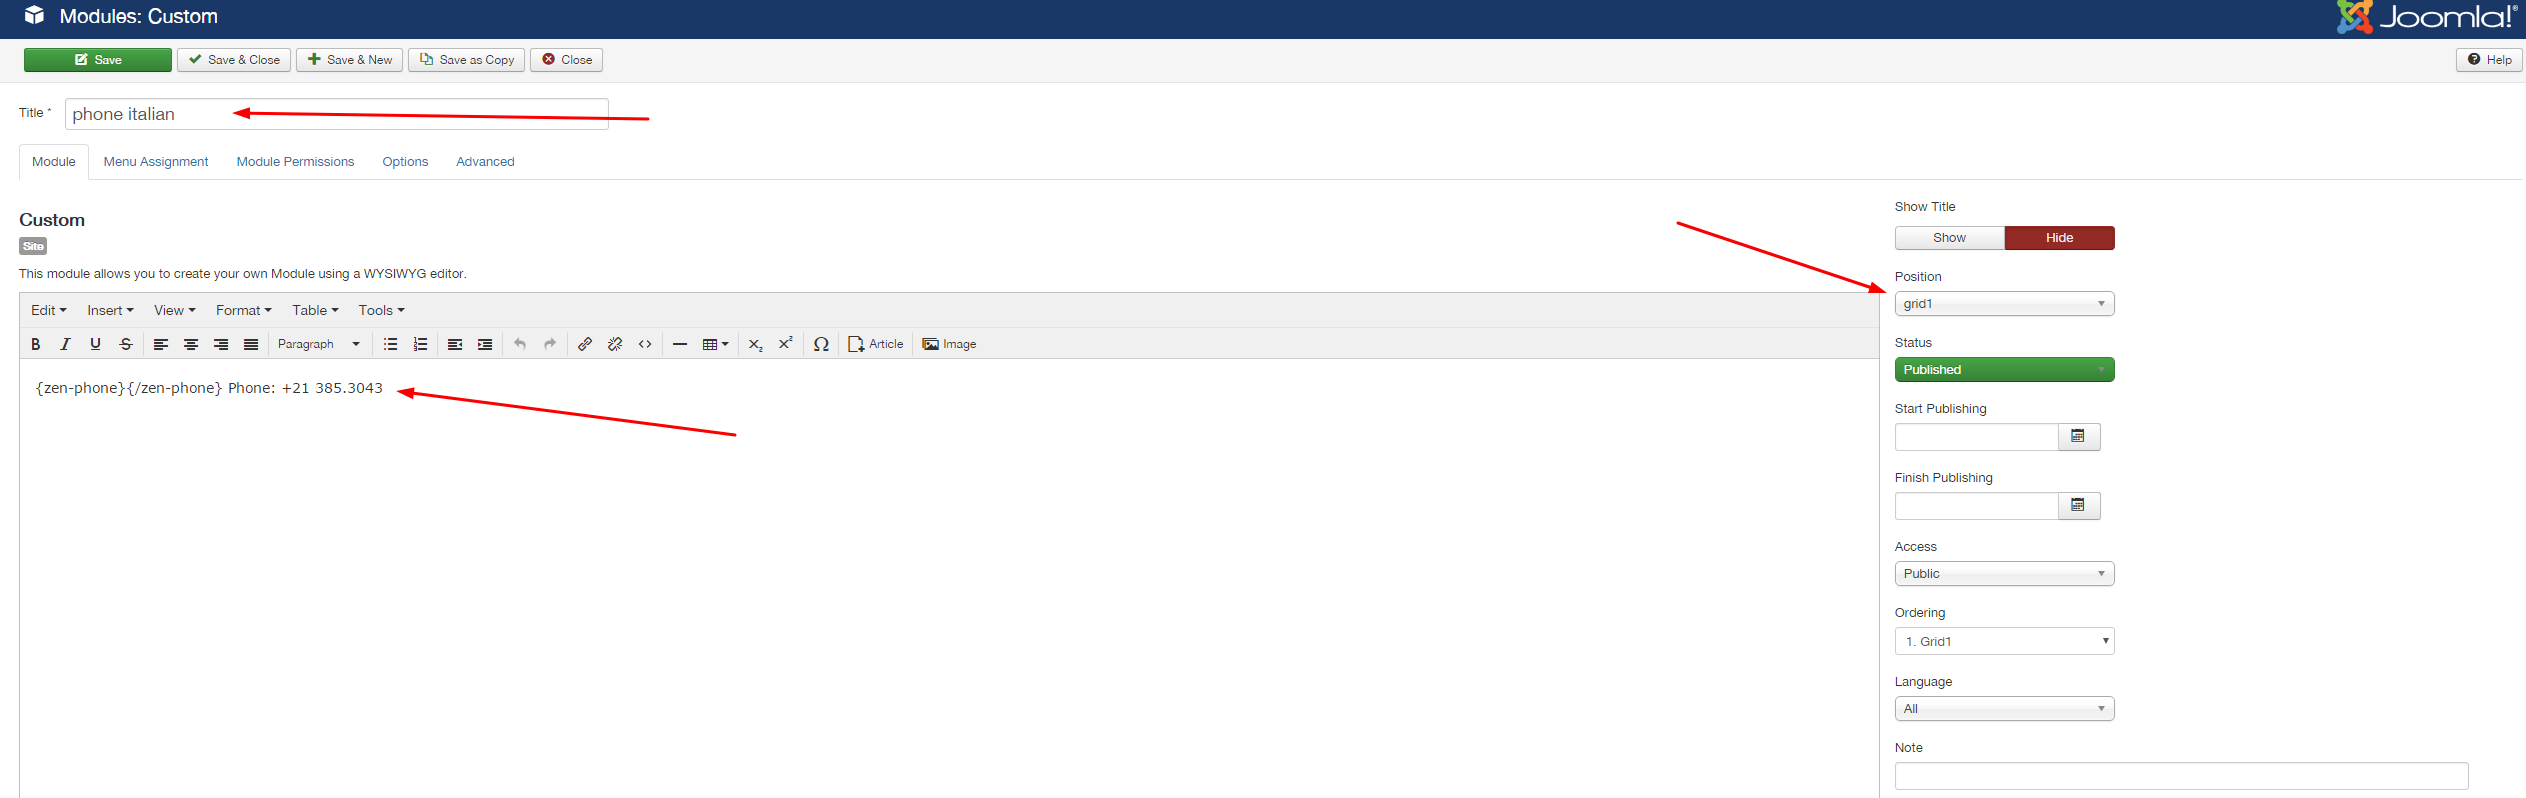 Modules: Custom
Joomla!®
Save
Save & Close
Save & New
Save as Copy
Close
Help
Title *
phone italian
Module
Menu Assignment
Module Permissions
Options
Advanced
Custom
Site
This module allows you to create your own Module using a WYSIWYG editor.
Edit
Insert
View
Format
Table
Tools
B I U S
Paragraph
Article
Image
{zen-phone}{/zen-phone} Phone: +21 385.3043
Show Title
Show
Hide
Position
grid1
Status
Published
Start Publishing
Finish Publishing
Access
Public
Ordering
1. Grid1
Language
All
Note